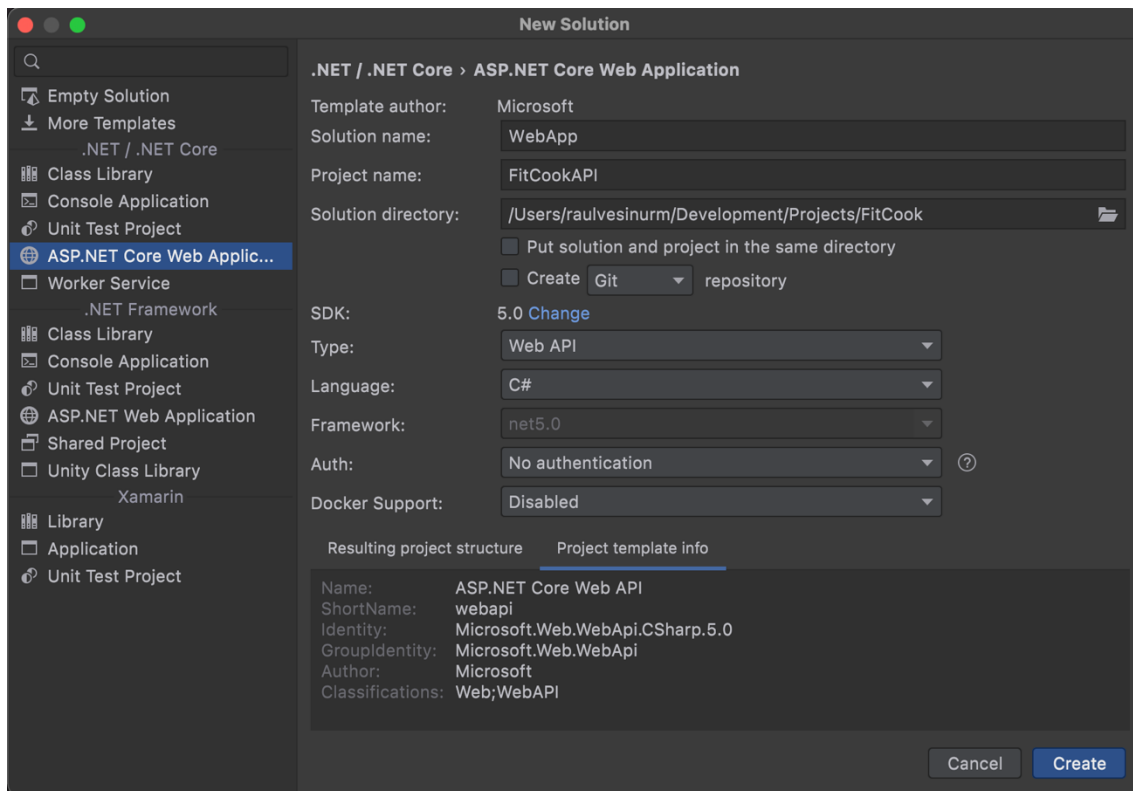 New Solution
Empty Solution
More Templates
.NET / .NET Core
Class Library
Console Application
Unit Test Project
ASP.NET Core Web Applic...
Worker Service
.NET Framework
Class Library
Console Application
Unit Test Project
ASP.NET Web Application
Shared Project
Unity Class Library
Xamarin
Library
Application
Unit Test Project
.NET / .NET Core › ASP.NET Core Web Application
Template author: Microsoft
Solution name: WebApp
Project name: FitCookAPI
Solution directory: /Users/raulvesinurm/Development/Projects/FitCook
Put solution and project in the same directory
Create Git repository
SDK: 5.0 Change
Type: Web API
Language: C#
Framework: net5.0
Auth: No authentication ?
Docker Support: Disabled
Resulting project structure Project template info
Name: ASP.NET Core Web API
ShortName: webapi
Identity: Microsoft.Web.WebApi.CSharp.5.0
GroupIdentity: Microsoft.Web.WebApi
Author: Microsoft
Classifications: Web;WebAPI
Cancel Create